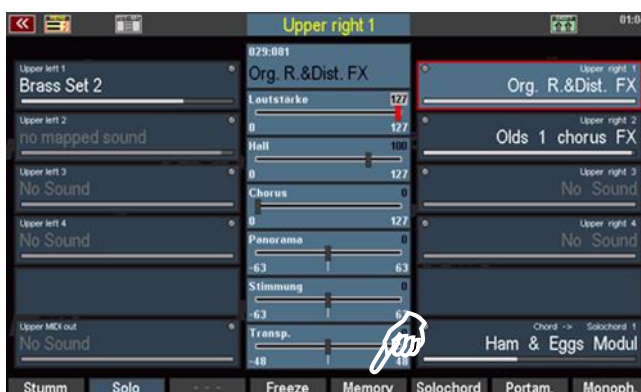 Upper right 1
01:0
Upper left 1
Brass Set 2
Upper left 2
no mapped sound
Upper left 3
No Sound
Upper left 4
No Sound
Upper MIDI out
No Sound
029:081
Org. R.&Dist. FX
Lautstärke 127
0 127
Hall 100
0 127
Chorus 0
0 127
Panorama 0
-63 63
Stimmung 0
-63 63
Transp.
-48 48
Upper right 1
Org. R.&Dist. FX
Upper right 2
Olds 1 chorus FX
Upper right 3
No Sound
Upper right 4
No Sound
Chord -> Solochord 1
Ham & Eggs Modul
Stumm Solo - - - Freeze Memory Solochord Portam. Monoph